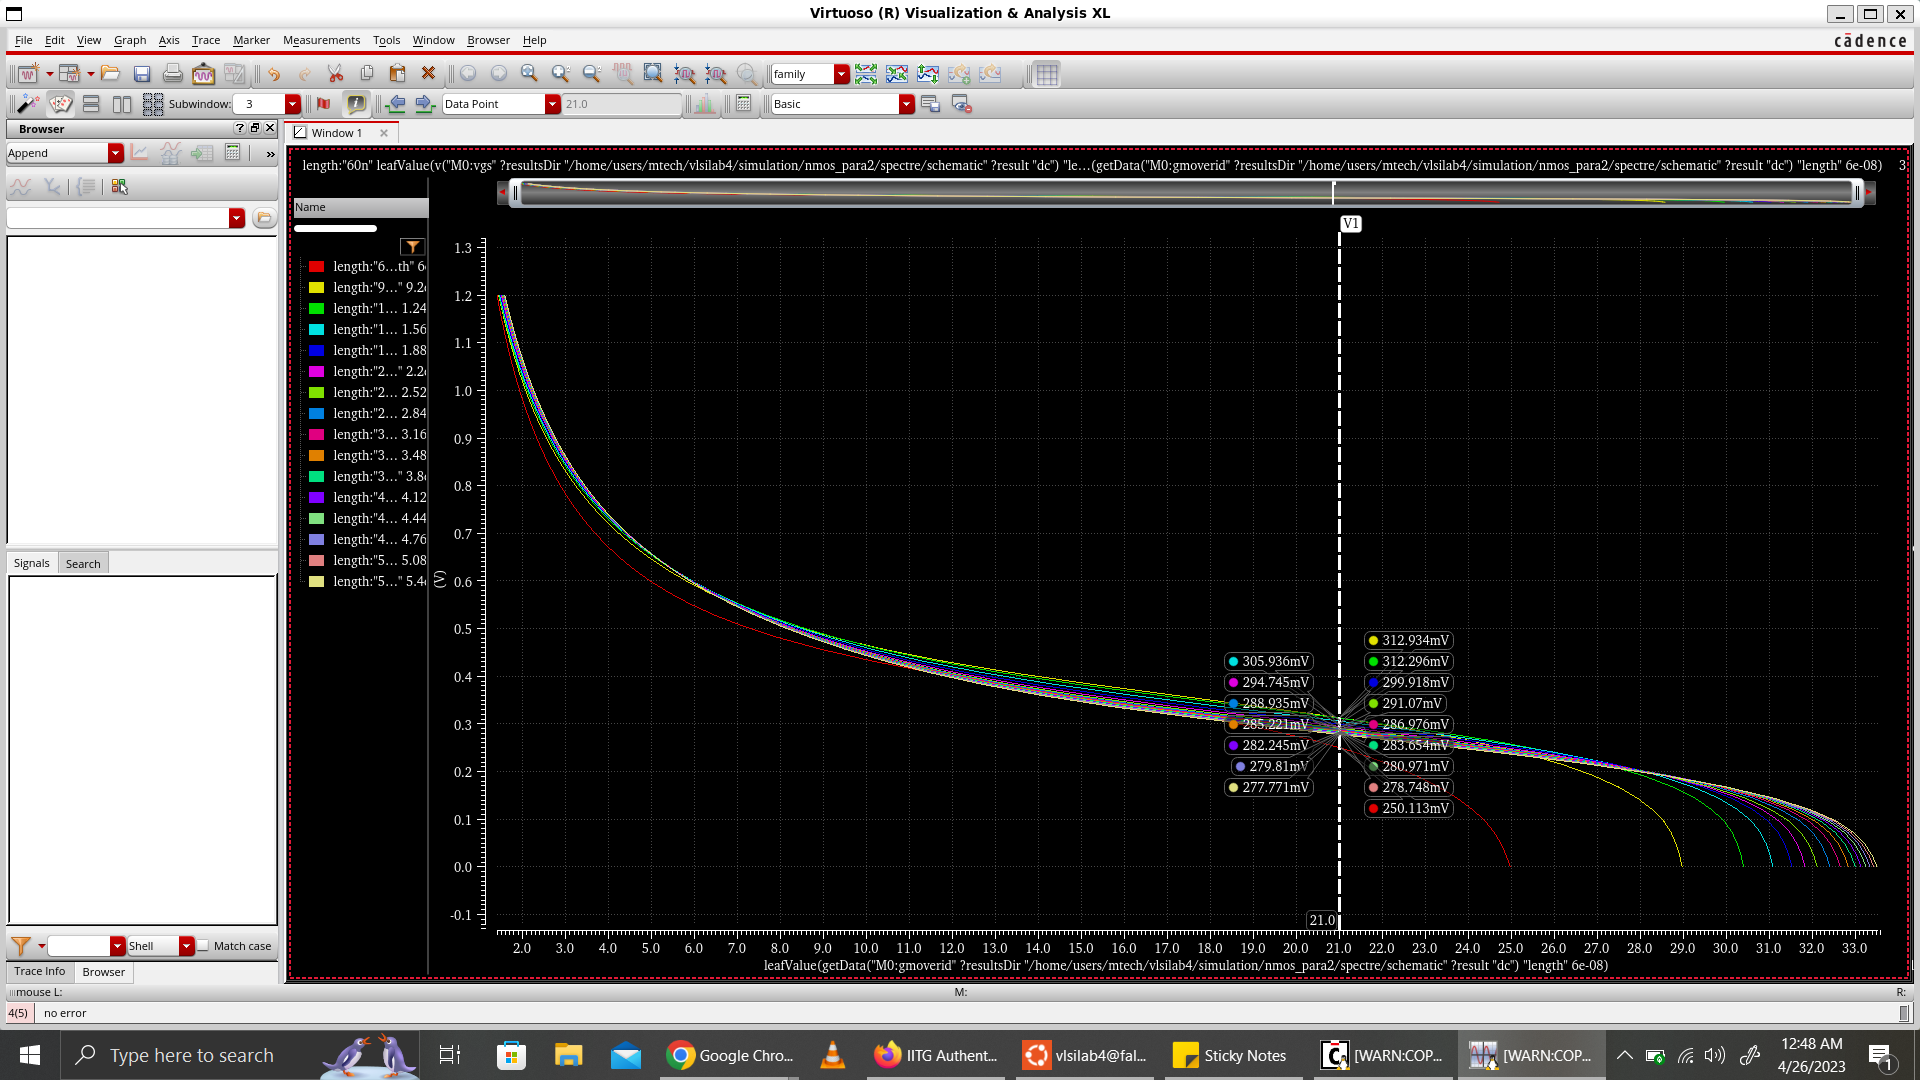 Virtuoso (R) Visualization & Analysis XL
File Edit View Graph Axis Trace Marker Measurements Tools Window Browser Help
cādence
family
Subwindow: 3
Data Point
21.0
Basic
Browser
Window 1
Append
»
length:"60n" leafValue(v("M0:vgs" ?resultsDir "/home/users/mtech/vlsilab4/simulation/nmos_para2/spectre/schematic" ?result "dc") "le...(getData("M0:gmoverid" ?resultsDir "/home/users/mtech/vlsilab4/simulation/nmos_para2/spectre/schematic" ?result "dc") "length" 6e-08) 3
Name
length:"6...th" 6
length:"9..." 9.2
length:"1... 1.24
length:"1... 1.56
length:"1... 1.88
length:"2..." 2.2
length:"2... 2.52
length:"2... 2.84
length:"3... 3.16
length:"3... 3.48
length:"3..." 3.8
length:"4... 4.12
length:"4... 4.44
length:"4... 4.76
length:"5... 5.08
length:"5..." 5.4
V1
(V)
1.3
1.2
1.1
1.0
0.9
0.8
0.7
0.6
0.5
0.4
0.3
0.2
0.1
0.0
-0.1
312.934mV
305.936mV 312.296mV
294.745mV 299.918mV
288.935mV 291.07mV
285.221mV 286.976mV
282.245mV 283.654mV
279.81mV 280.971mV
277.771mV 278.748mV
250.113mV
21.0
2.0 3.0 4.0 5.0 6.0 7.0 8.0 9.0 10.0 11.0 12.0 13.0 14.0 15.0 16.0 17.0 18.0 19.0 20.0 21.0 22.0 23.0 24.0 25.0 26.0 27.0 28.0 29.0 30.0 31.0 32.0 33.0
leafValue(getData("M0:gmoverid" ?resultsDir "/home/users/mtech/vlsilab4/simulation/nmos_para2/spectre/schematic" ?result "dc") "length" 6e-08)
Signals Search
Shell Match case
Trace Info Browser
mouse L: M: R:
4(5) no error
Type here to search
Google Chro...
IITG Authent...
vlsilab4@fal...
Sticky Notes
[WARN:COP...
[WARN:COP...
12:48 AM
4/26/2023
1